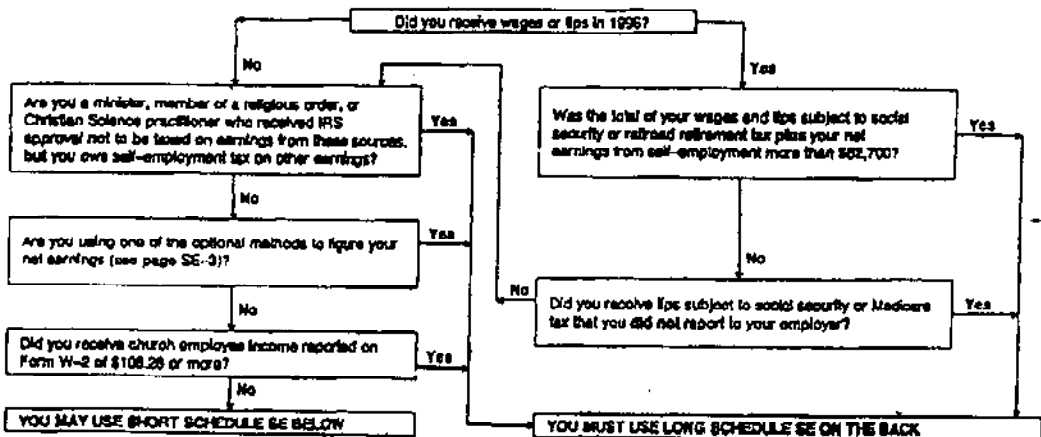 Did you receive wages or tips in 1996?
No
Yes
Are you a minister, member of a religious order, or
Christian Science practitioner who received IRS
approval not to be taxed on earnings from these sources,
but you owe self-employment tax on other earnings?
Yes
Was the total of your wages and tips subject to social
security or railroad retirement tax plus your net
earnings from self-employment more than $62,700?
Yes
No
No
Are you using one of the optional methods to figure your
net earnings (see page SE-3)?
Yes
No
No
Did you receive tips subject to social security or Medicare
tax that you did not report to your employer?
Yes
Did you receive church employee income reported on
Form W-2 of $108.28 or more?
Yes
No
YOU MAY USE SHORT SCHEDULE SE BELOW
YOU MUST USE LONG SCHEDULE SE ON THE BACK